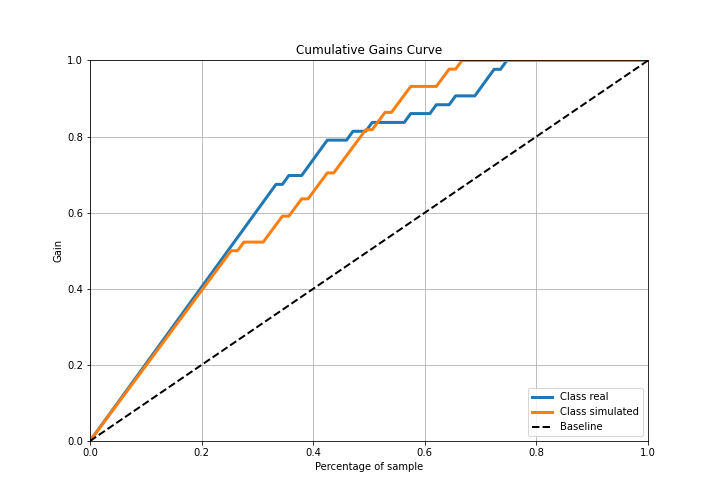 Cumulative Gains Curve
1.0
0.8
0.6
0.4
0.2
0.0
Gain
0.0 0.2 0.4 0.6 0.8 1.0
Percentage of sample
Class real
Class simulated
Baseline